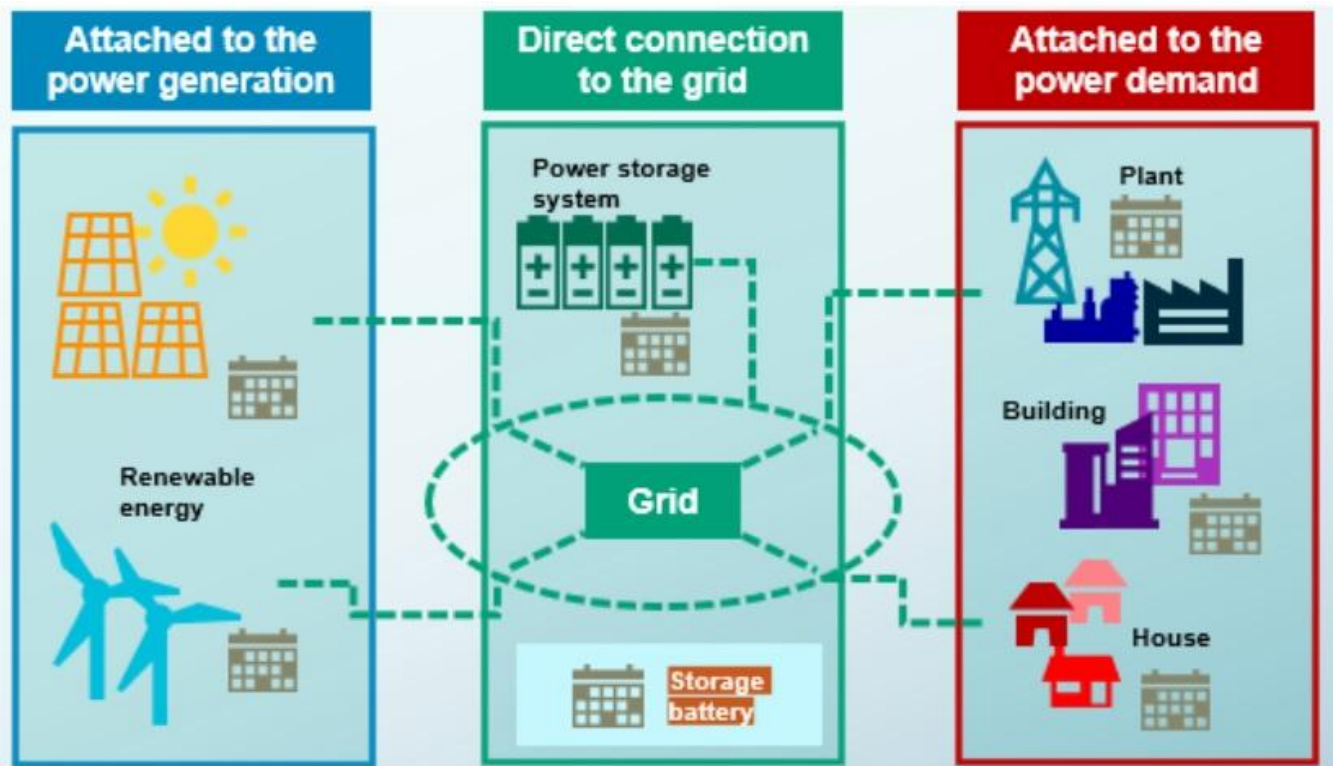 Attached to the
power generation
Direct connection
to the grid
Attached to the
power demand
Power storage
system
Plant
Building
Renewable
energy
Grid
House
Storage
battery